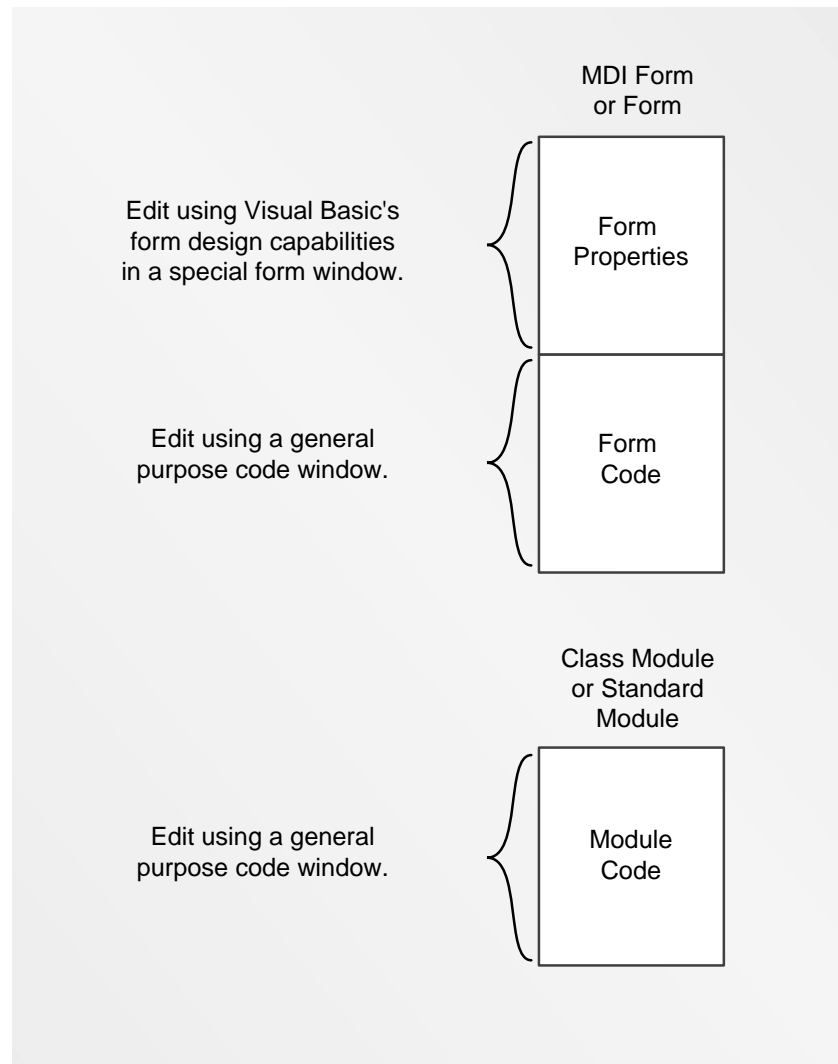 MDI Form
or Form
Edit using Visual Basic's
form design capabilities
in a special form window.
Form
Properties
Edit using a general
purpose code window.
Form
Code
Class Module
or Standard
Module
Edit using a general
purpose code window.
Module
Code